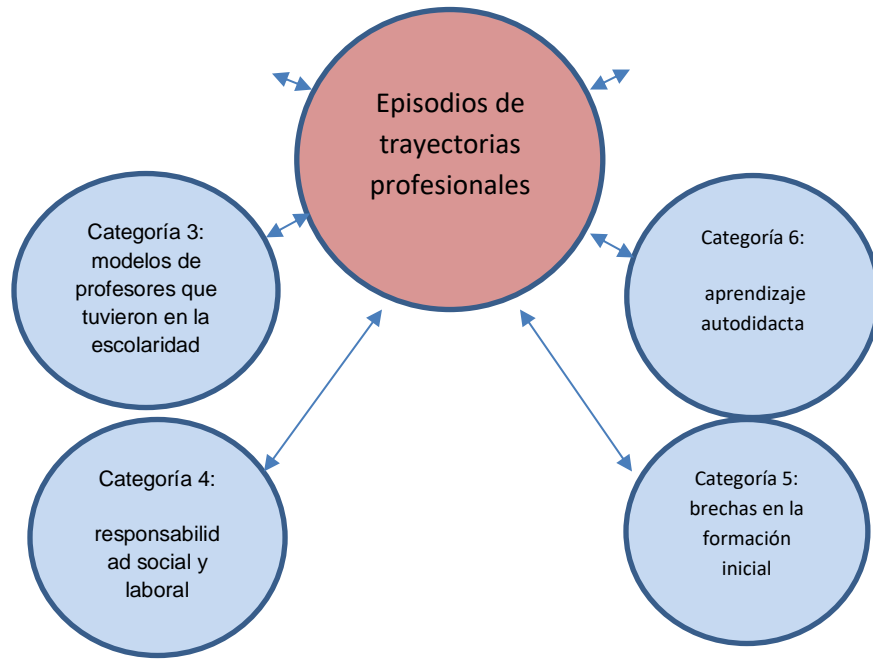 Episodios de
trayectorias
profesionales
Categoría 3:
modelos de
profesores que
tuvieron en la
escolaridad
Categoría 6:
aprendizaje
autodidacta
Categoría 4:
responsabilid
ad social y
laboral
Categoría 5:
brechas en la
formación
inicial